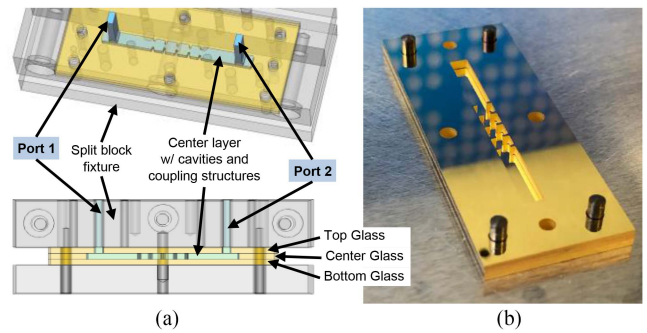 Port 1
Split block
fixture
Center layer
w/ cavities and
coupling structures
Port 2
Top Glass
Center Glass
Bottom Glass
(a)
(b)